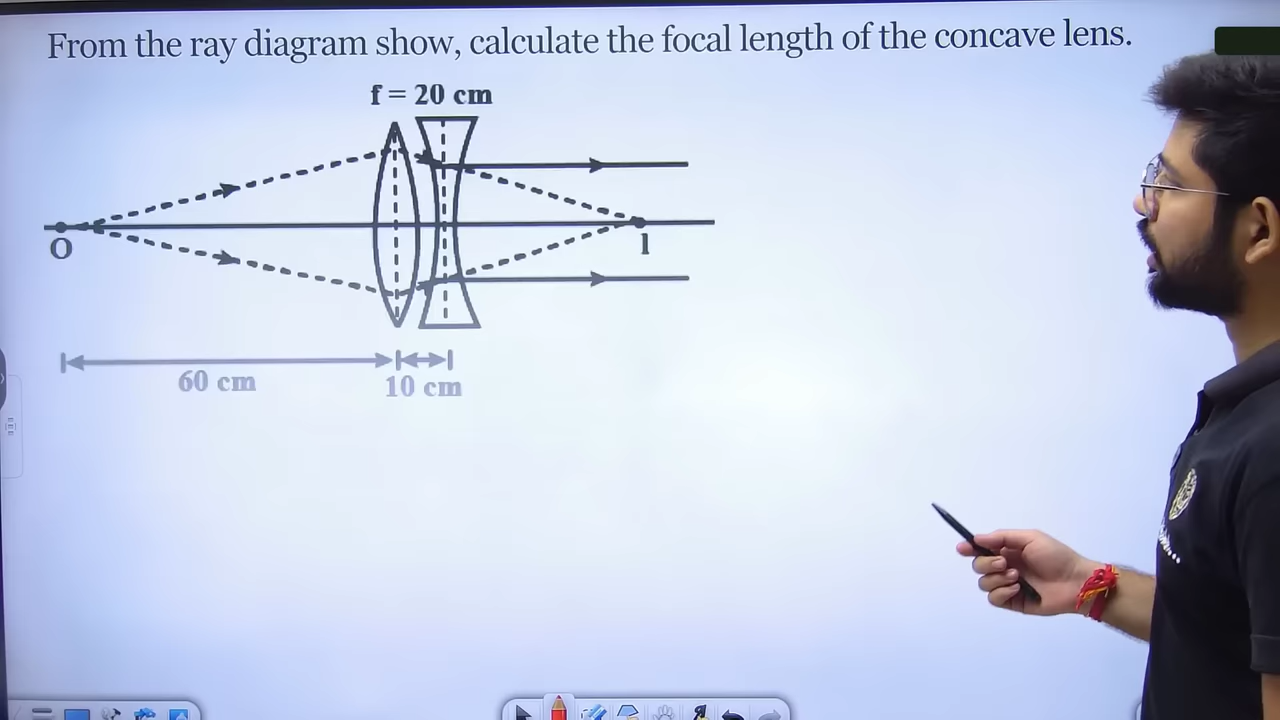 From the ray diagram show, calculate the focal length of the concave lens.
f = 20 cm
O
I
60 cm
10 cm